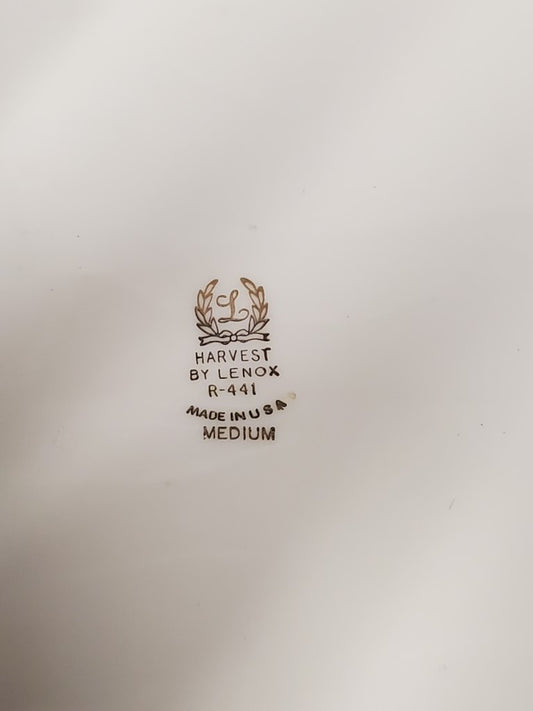 L
HARVEST
BY LENOX
R-441
MADE IN USA
MEDIUM